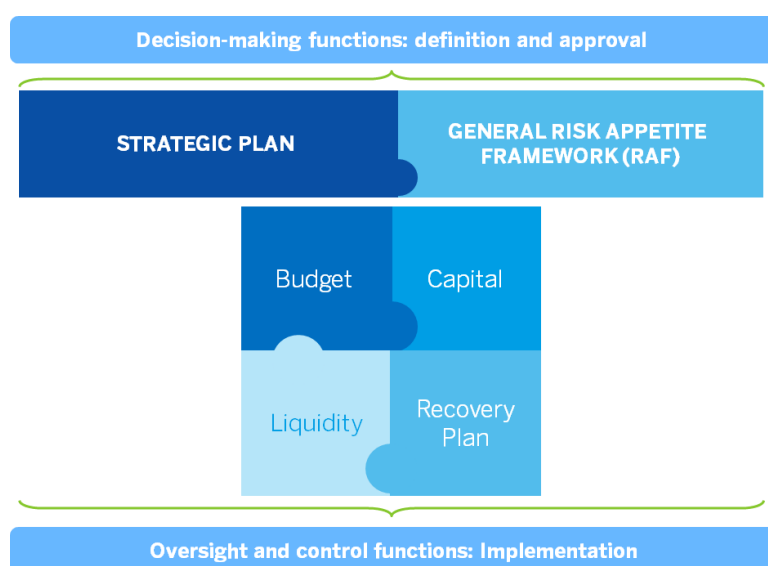 Decision-making functions: definition and approval
STRATEGIC PLAN
GENERAL RISK APPETITE
FRAMEWORK (RAF)
Budget
Capital
Liquidity
Recovery
Plan
Oversight and control functions: Implementation